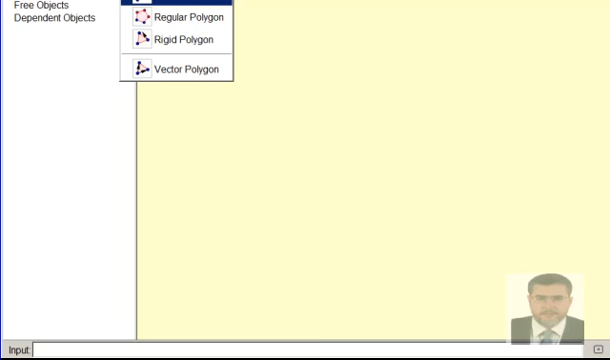 Free Objects
Dependent Objects
Regular Polygon
Rigid Polygon
Vector Polygon
Input: